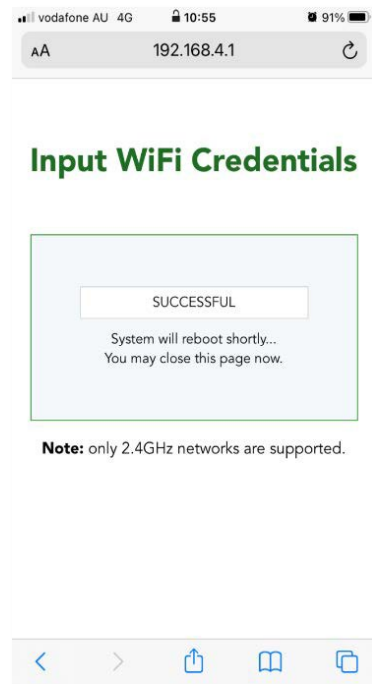 vodafone AU 4G 10:55 91%
AA 192.168.4.1
Input WiFi Credentials
SUCCESSFUL
System will reboot shortly...
You may close this page now.
Note: only 2.4GHz networks are supported.